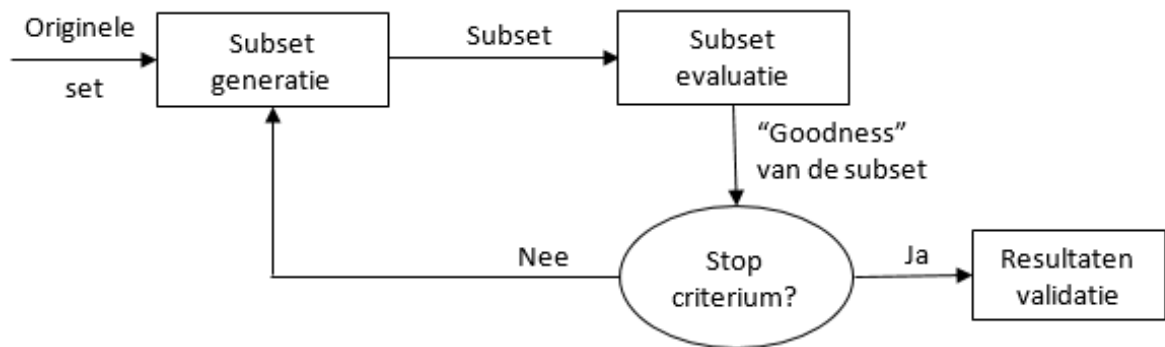 Originele
set
Subset
generatie
Subset
Subset
evaluatie
“Goodness”
van de subset
Stop
criterium?
Nee
Ja
Resultaten
validatie